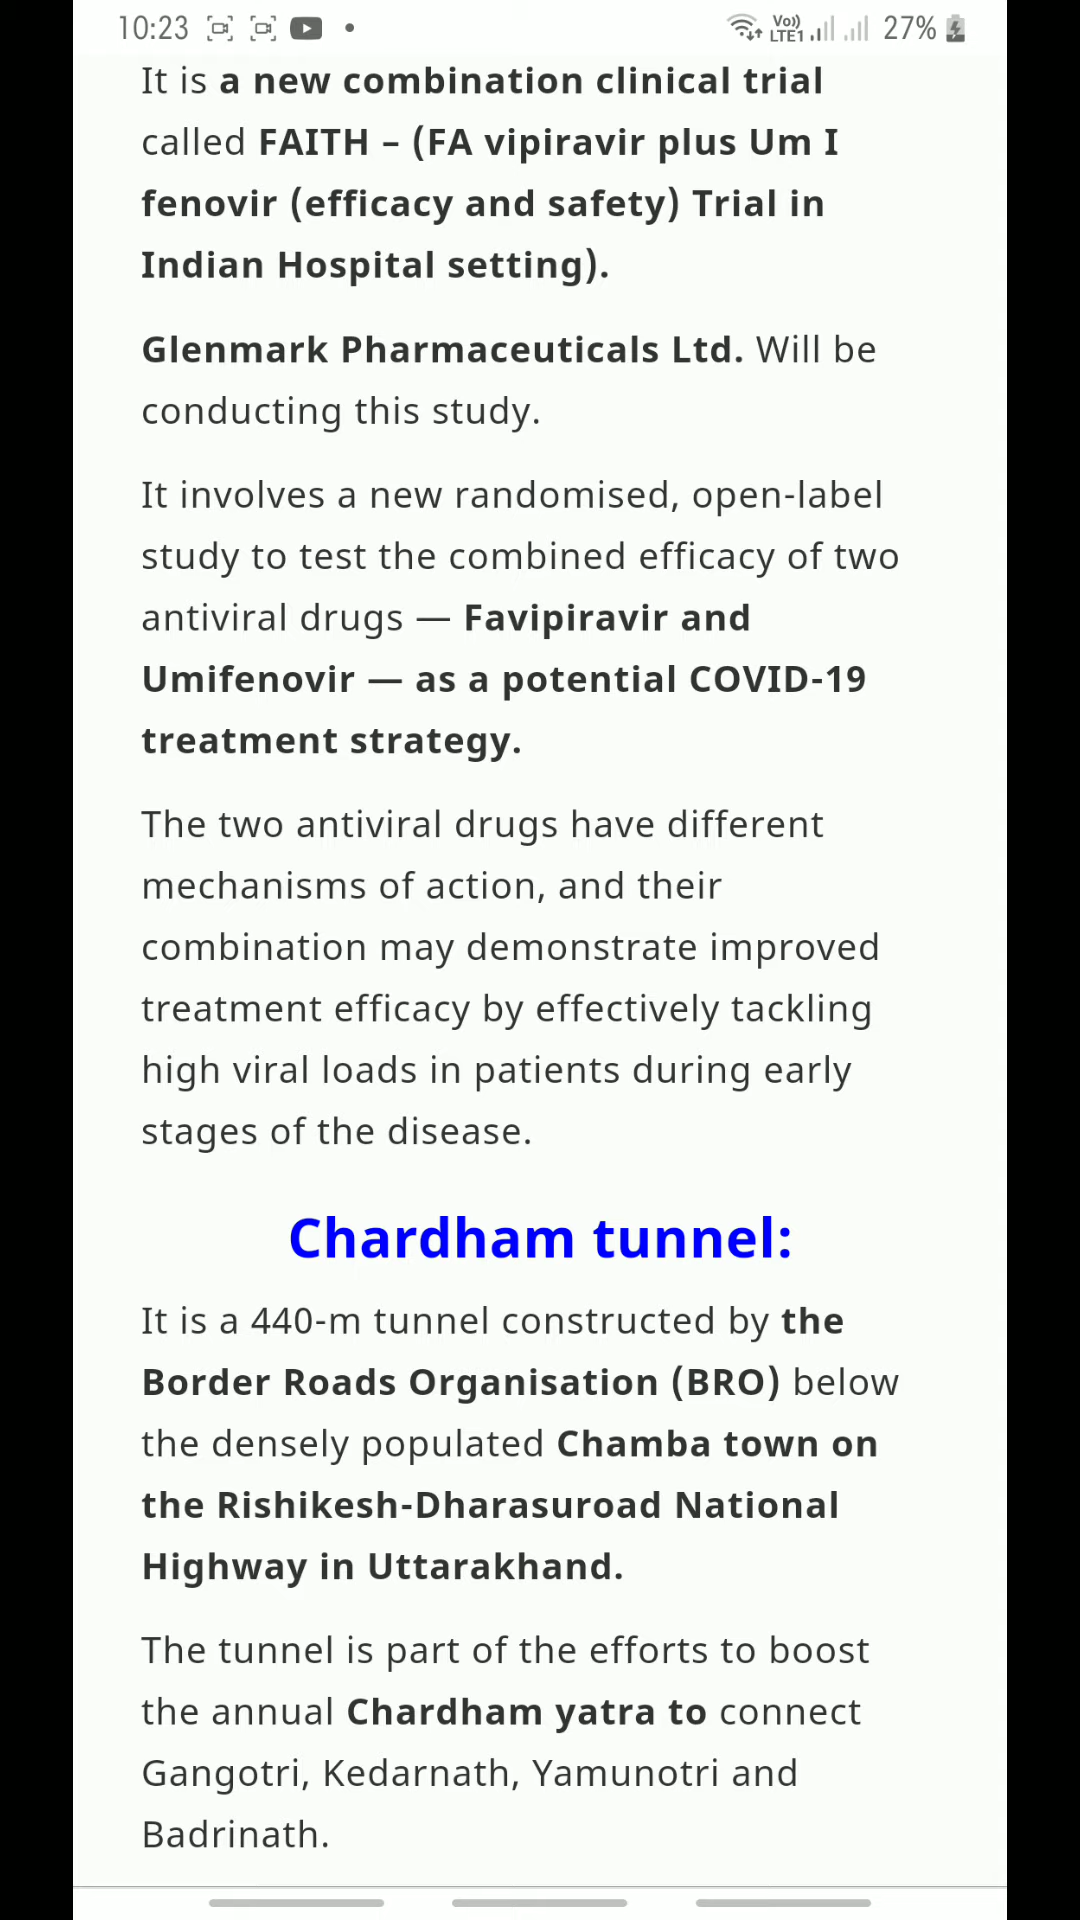 10:23
Vo)) LTE1 27%
It is a new combination clinical trial
called FAITH – (FA vipiravir plus Um I
fenovir (efficacy and safety) Trial in
Indian Hospital setting).
Glenmark Pharmaceuticals Ltd. Will be
conducting this study.
It involves a new randomised, open-label
study to test the combined efficacy of two
antiviral drugs — Favipiravir and
Umifenovir — as a potential COVID-19
treatment strategy.
The two antiviral drugs have different
mechanisms of action, and their
combination may demonstrate improved
treatment efficacy by effectively tackling
high viral loads in patients during early
stages of the disease.
Chardham tunnel:
It is a 440-m tunnel constructed by the
Border Roads Organisation (BRO) below
the densely populated Chamba town on
the Rishikesh-Dharasuroad National
Highway in Uttarakhand.
The tunnel is part of the efforts to boost
the annual Chardham yatra to connect
Gangotri, Kedarnath, Yamunotri and
Badrinath.